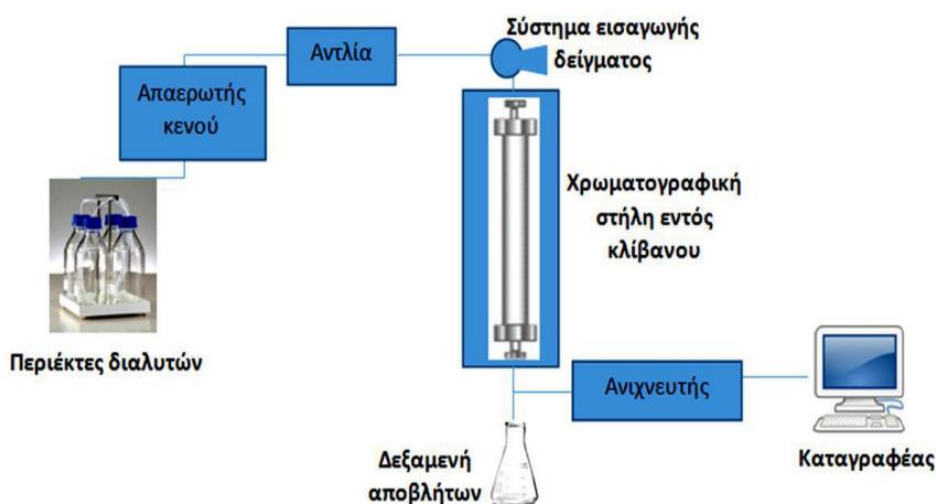 Σύστημα εισαγωγής
δείγματος
Αντλία
Απαερωτής
κενού
Χρωματογραφική
στήλη εντός
κλίβανου
Περιέκτες διαλυτών
Ανιχνευτής
Δεξαμενή
αποβλήτων
Καταγραφέας